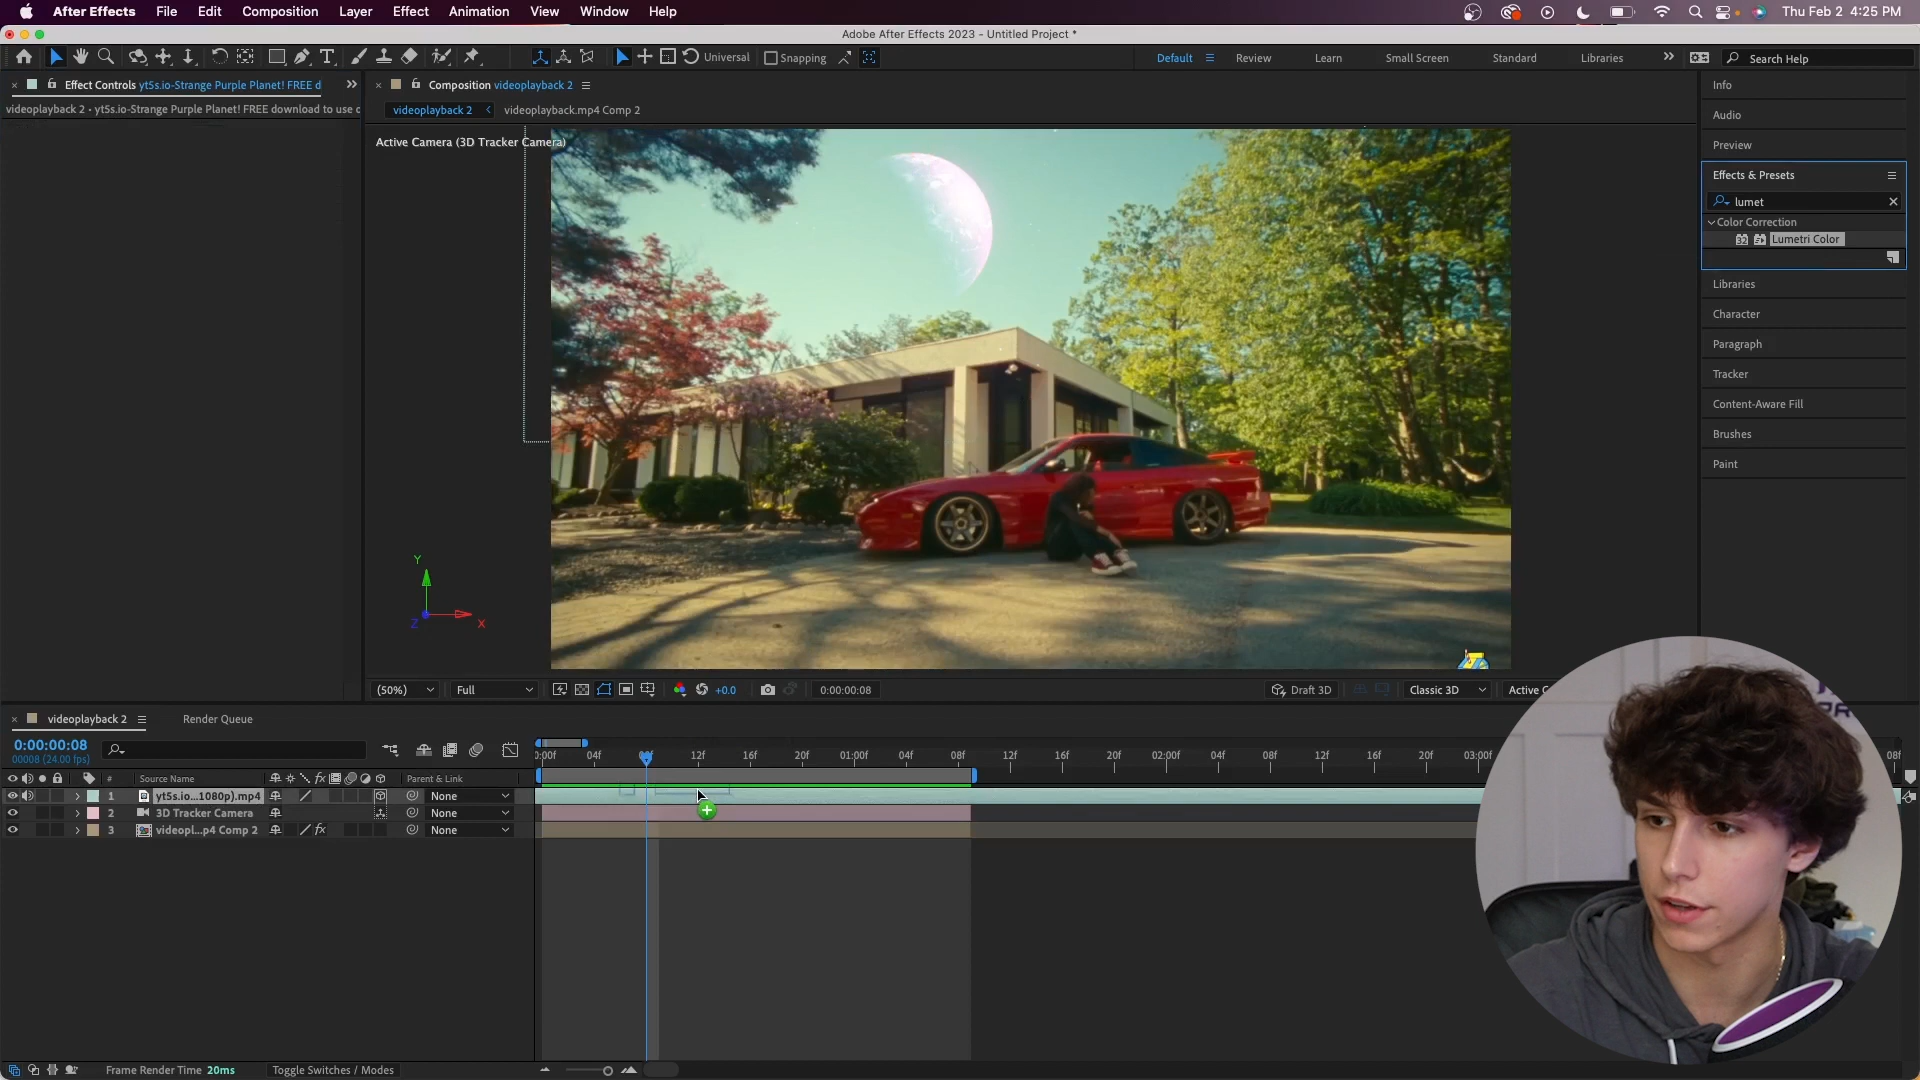 After Effects File Edit Composition Layer Effect Animation View Window Help Thu Feb 2 4:25 PM
Adobe After Effects 2023 - Untitled Project *
Universal Snapping Default Review Learn Small Screen Standard Libraries Search Help
Effect Controls yt5s.io-Strange Purple Planet! FREE d
Composition videoplayback 2
Info
videoplayback 2 • yt5s.io-Strange Purple Planet! FREE download to use c
videoplayback 2 videoplayback.mp4 Comp 2
Audio
Active Camera (3D Tracker Camera)
Preview
Effects & Presets
lumet
Color Correction
32 Lumetri Color
Libraries
Character
Paragraph
Tracker
Content-Aware Fill
Brushes
Paint
Y
Z X
(50%) Full +0.0 0:00:00:08 Draft 3D Classic 3D Active C
videoplayback 2 Render Queue
0:00:00:08
00008 (24.00 fps)
0:00f 04f 08f 12f 16f 20f 01:00f 04f 08f 12f 16f 20f 02:00f 04f 08f 12f 16f 20f 03:00f 08f
# Source Name fx Parent & Link
1 yt5s.io...1080p).mp4 None
2 3D Tracker Camera None
3 videopl...p4 Comp 2 fx None
Frame Render Time 20ms Toggle Switches / Modes